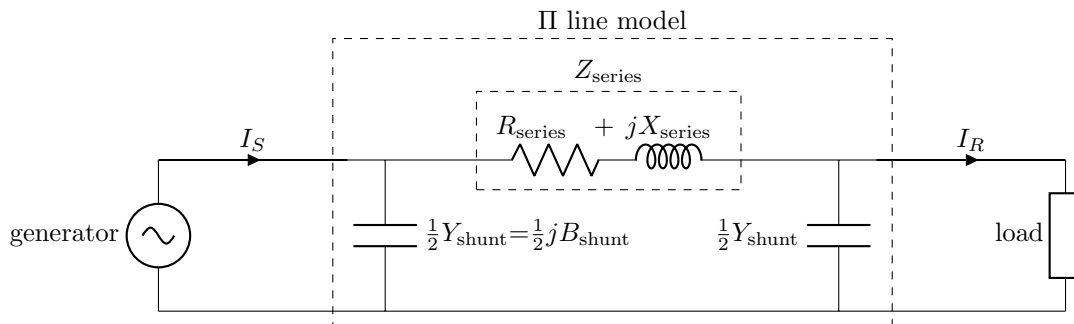 Π line model
Z_series
R_series + jX_series
I_S
I_R
generator
½Y_shunt=½jB_shunt
½Y_shunt
load